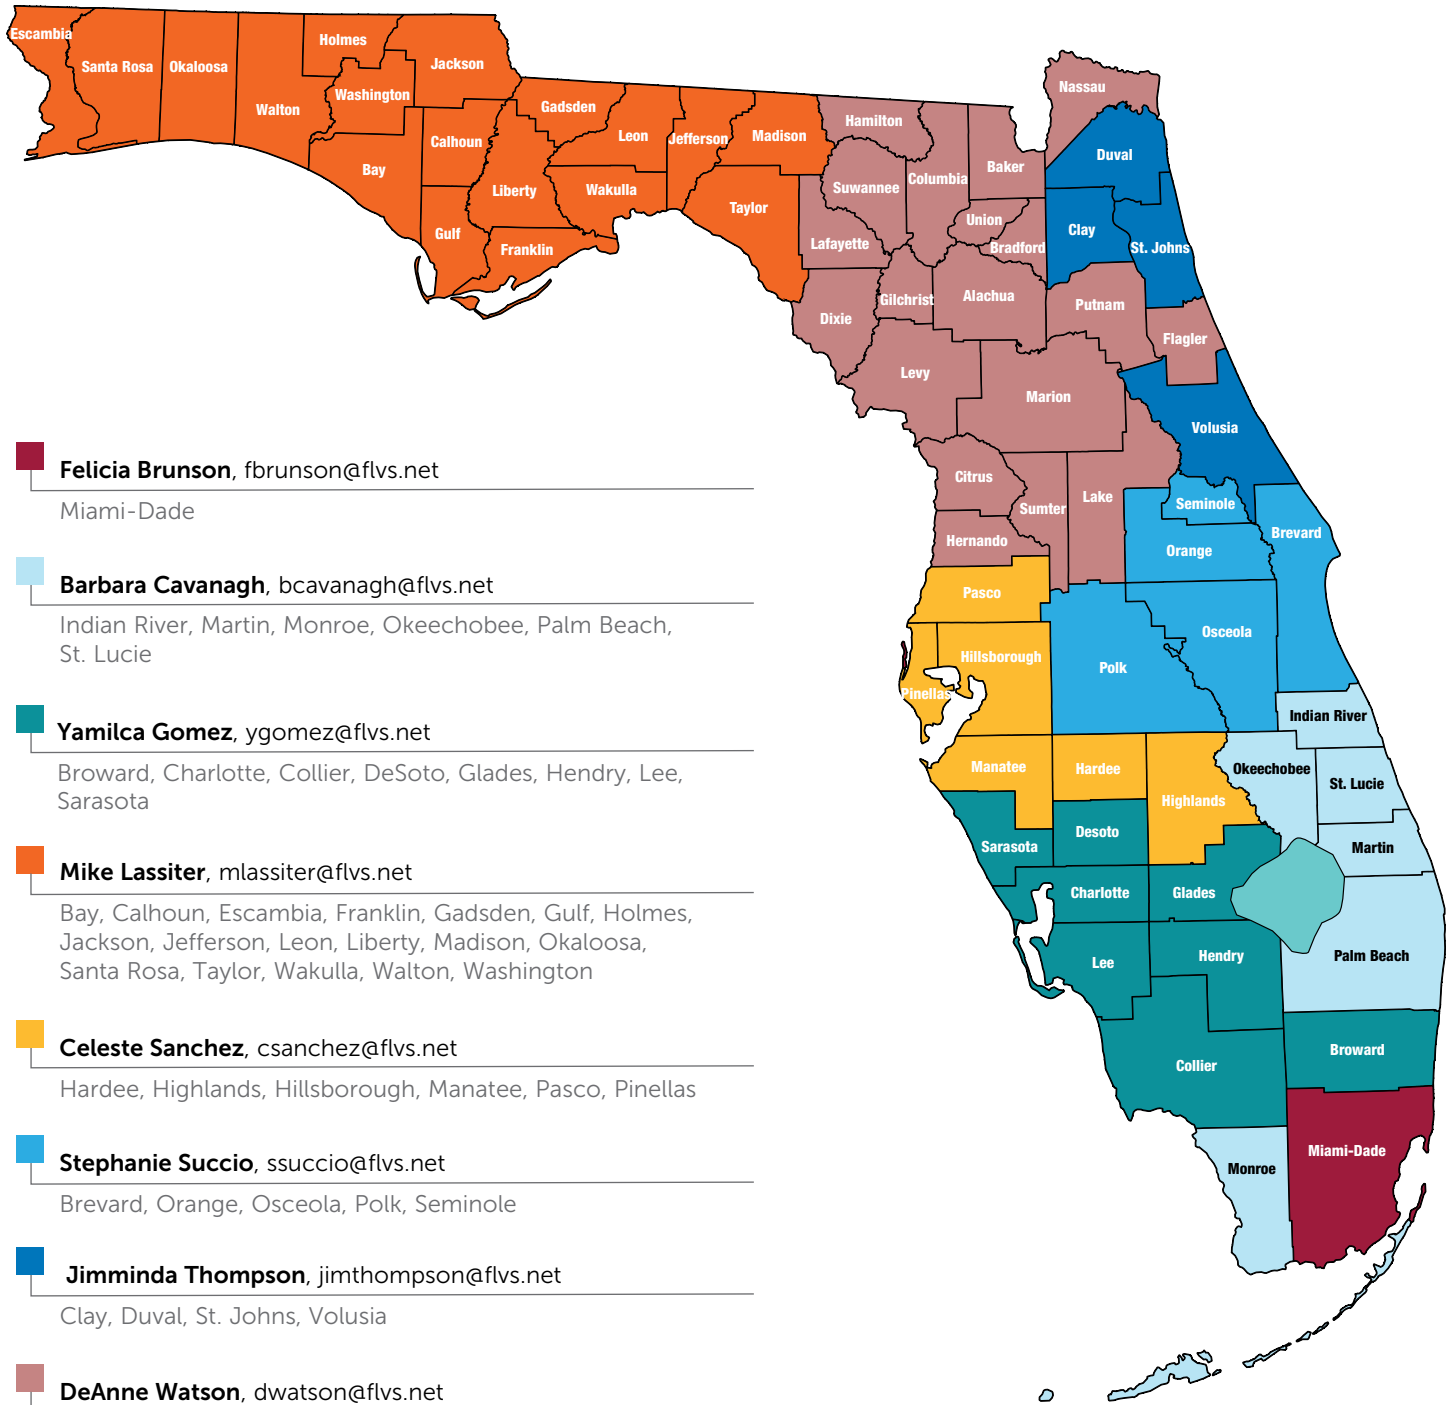 Escambia
Santa Rosa
Okaloosa
Walton
Holmes
Washington
Jackson
Bay
Calhoun
Gulf
Liberty
Gadsden
Franklin
Leon
Wakulla
Jefferson
Madison
Taylor
Hamilton
Suwannee
Lafayette
Dixie
Columbia
Gilchrist
Baker
Union
Bradford
Alachua
Levy
Nassau
Duval
Clay
St. Johns
Putnam
Flagler
Marion
Volusia
Citrus
Sumter
Lake
Hernando
Seminole
Orange
Brevard
Pasco
Hillsborough
Pinellas
Polk
Osceola
Indian River
Manatee
Hardee
Highlands
Okeechobee
St. Lucie
Sarasota
Desoto
Martin
Charlotte
Glades
Lee
Hendry
Palm Beach
Collier
Broward
Monroe
Miami-Dade
Felicia Brunson, fbrunson@flvs.net
Miami-Dade
Barbara Cavanagh, bcavanagh@flvs.net
Indian River, Martin, Monroe, Okeechobee, Palm Beach,
St. Lucie
Yamilca Gomez, ygomez@flvs.net
Broward, Charlotte, Collier, DeSoto, Glades, Hendry, Lee,
Sarasota
Mike Lassiter, mlassiter@flvs.net
Bay, Calhoun, Escambia, Franklin, Gadsden, Gulf, Holmes,
Jackson, Jefferson, Leon, Liberty, Madison, Okaloosa,
Santa Rosa, Taylor, Wakulla, Walton, Washington
Celeste Sanchez, csanchez@flvs.net
Hardee, Highlands, Hillsborough, Manatee, Pasco, Pinellas
Stephanie Succio, ssuccio@flvs.net
Brevard, Orange, Osceola, Polk, Seminole
Jimminda Thompson, jimthompson@flvs.net
Clay, Duval, St. Johns, Volusia
DeAnne Watson, dwatson@flvs.net